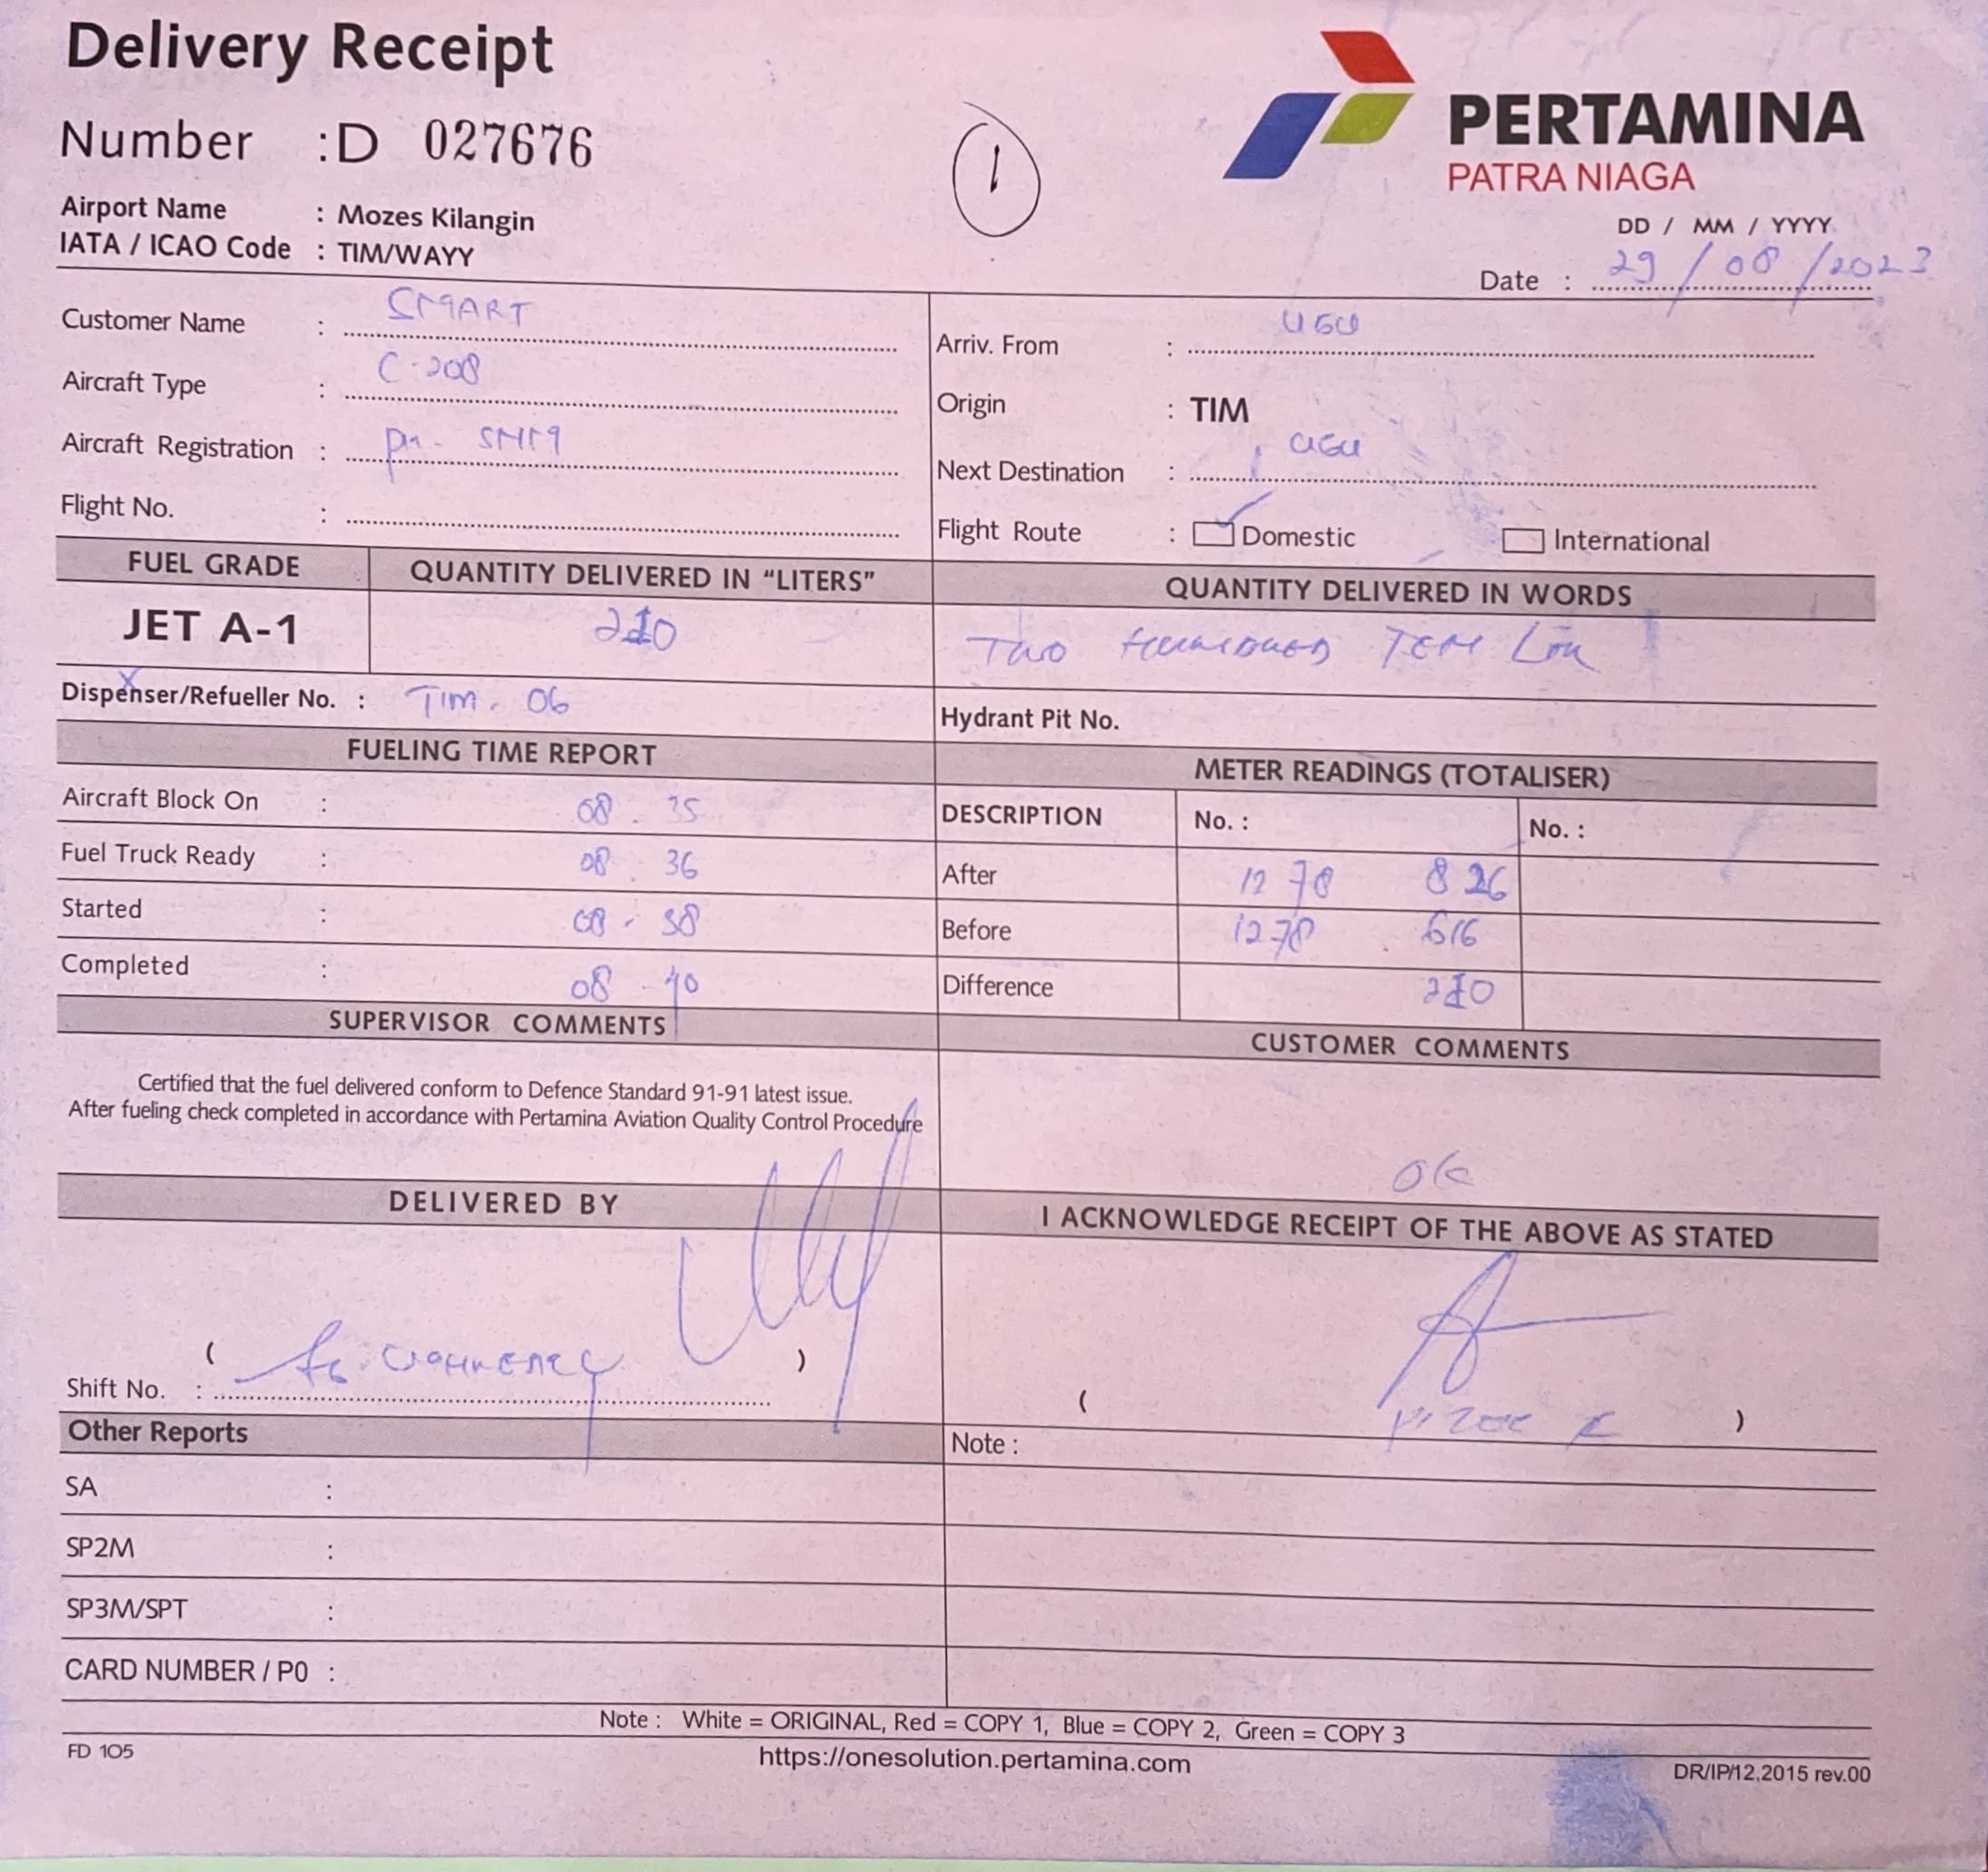 Delivery Receipt
Number : D 027676
1
PERTAMINA
PATRA NIAGA
Airport Name : Mozes Kilangin
IATA / ICAO Code : TIM/WAYY
DD / MM / YYYY
Date : 29 / 08 / 2023
Customer Name : SMART
Aircraft Type : C-208
Aircraft Registration :
Flight No. :
Arriv. From : UGU
Origin : TIM
Next Destination : UGU
Flight Route : Domestic International
FUEL GRADE QUANTITY DELIVERED IN “LITERS” QUANTITY DELIVERED IN WORDS
JET A-1 210 Two Hundred Ten
Dispenser/Refueller No. : TIM. 06
Hydrant Pit No.
FUELING TIME REPORT
Aircraft Block On : 08 . 35
Fuel Truck Ready : 08 . 36
Started : 08 . 38
Completed : 08 . 40
METER READINGS (TOTALISER)
DESCRIPTION No. : No. :
After 1270 826
Before 1270 . 616
Difference 210
SUPERVISOR COMMENTS
Certified that the fuel delivered conform to Defence Standard 91-91 latest issue.
After fueling check completed in accordance with Pertamina Aviation Quality Control Procedure
CUSTOMER COMMENTS
OK
DELIVERED BY
( )
Shift No. :
I ACKNOWLEDGE RECEIPT OF THE ABOVE AS STATED
( )
Other Reports
SA :
SP2M :
SP3M/SPT :
CARD NUMBER / P0 :
Note :
Note : White = ORIGINAL, Red = COPY 1, Blue = COPY 2, Green = COPY 3
FD 105
https://onesolution.pertamina.com
DR/IP/12,2015 rev.00